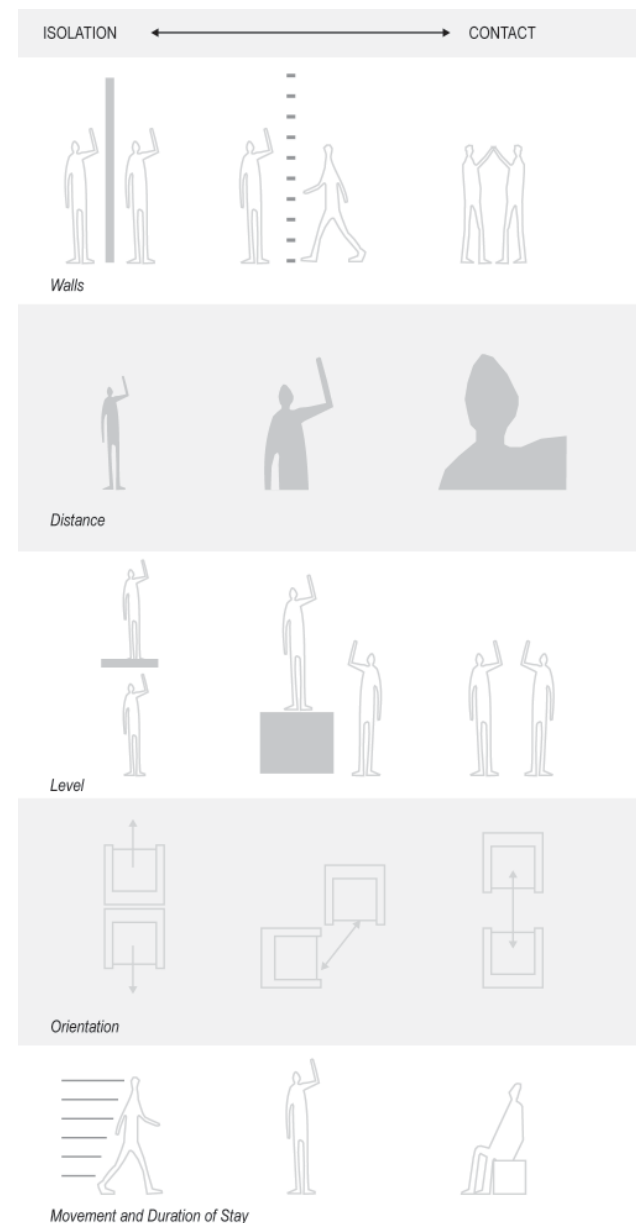 ISOLATION CONTACT
Walls
Distance
Level
Orientation
Movement and Duration of Stay